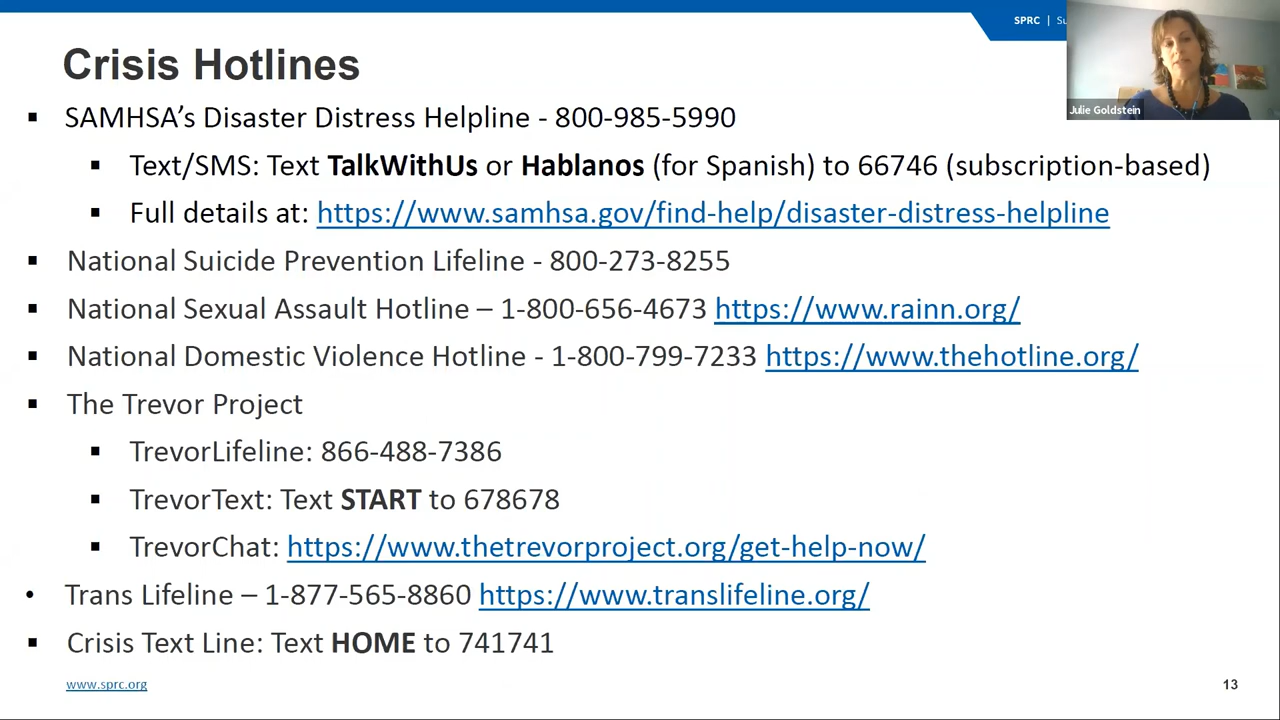 SPRC | Su
Julie Goldstein
Crisis Hotlines
▪ SAMHSA’s Disaster Distress Helpline - 800-985-5990
▪ Text/SMS: Text TalkWithUs or Hablanos (for Spanish) to 66746 (subscription-based)
▪ Full details at: https://www.samhsa.gov/find-help/disaster-distress-helpline
▪ National Suicide Prevention Lifeline - 800-273-8255
▪ National Sexual Assault Hotline – 1-800-656-4673 https://www.rainn.org/
▪ National Domestic Violence Hotline - 1-800-799-7233 https://www.thehotline.org/
▪ The Trevor Project
▪ TrevorLifeline: 866-488-7386
▪ TrevorText: Text START to 678678
▪ TrevorChat: https://www.thetrevorproject.org/get-help-now/
• Trans Lifeline – 1-877-565-8860 https://www.translifeline.org/
▪ Crisis Text Line: Text HOME to 741741
www.sprc.org
13